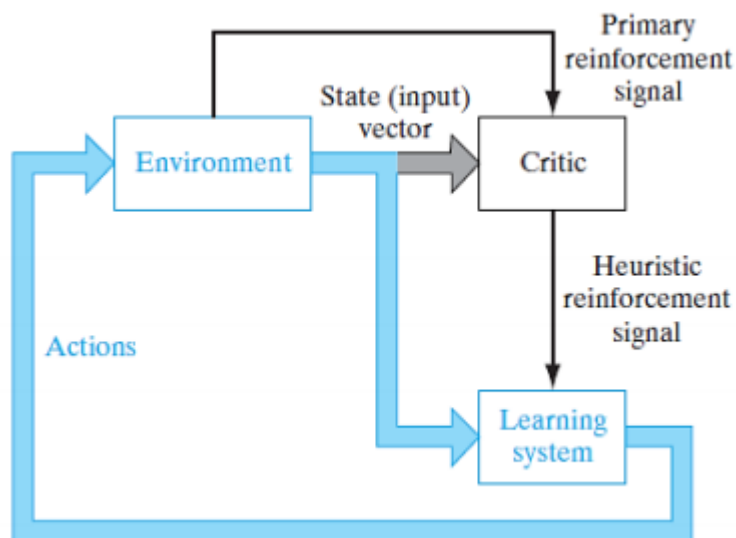 Primary
reinforcement
signal
State (input)
vector
Environment
Critic
Heuristic
reinforcement
signal
Actions
Learning
system